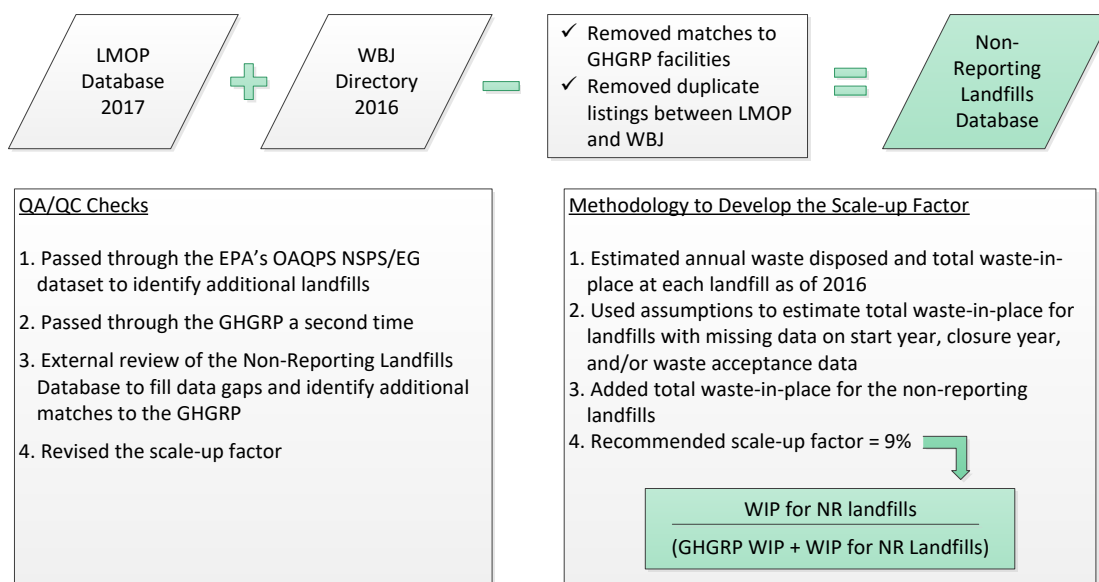 LMOP
Database
2017
WBJ
Directory
2016
✓ Removed matches to
GHGRP facilities
✓ Removed duplicate
listings between LMOP
and WBJ
Non-
Reporting
Landfills
Database
QA/QC Checks
1. Passed through the EPA's OAQPS NSPS/EG
dataset to identify additional landfills
2. Passed through the GHGRP a second time
3. External review of the Non-Reporting Landfills
Database to fill data gaps and identify additional
matches to the GHGRP
4. Revised the scale-up factor
Methodology to Develop the Scale-up Factor
1. Estimated annual waste disposed and total waste-in-
place at each landfill as of 2016
2. Used assumptions to estimate total waste-in-place for
landfills with missing data on start year, closure year,
and/or waste acceptance data
3. Added total waste-in-place for the non-reporting
landfills
4. Recommended scale-up factor = 9%
WIP for NR landfills
(GHGRP WIP + WIP for NR Landfills)